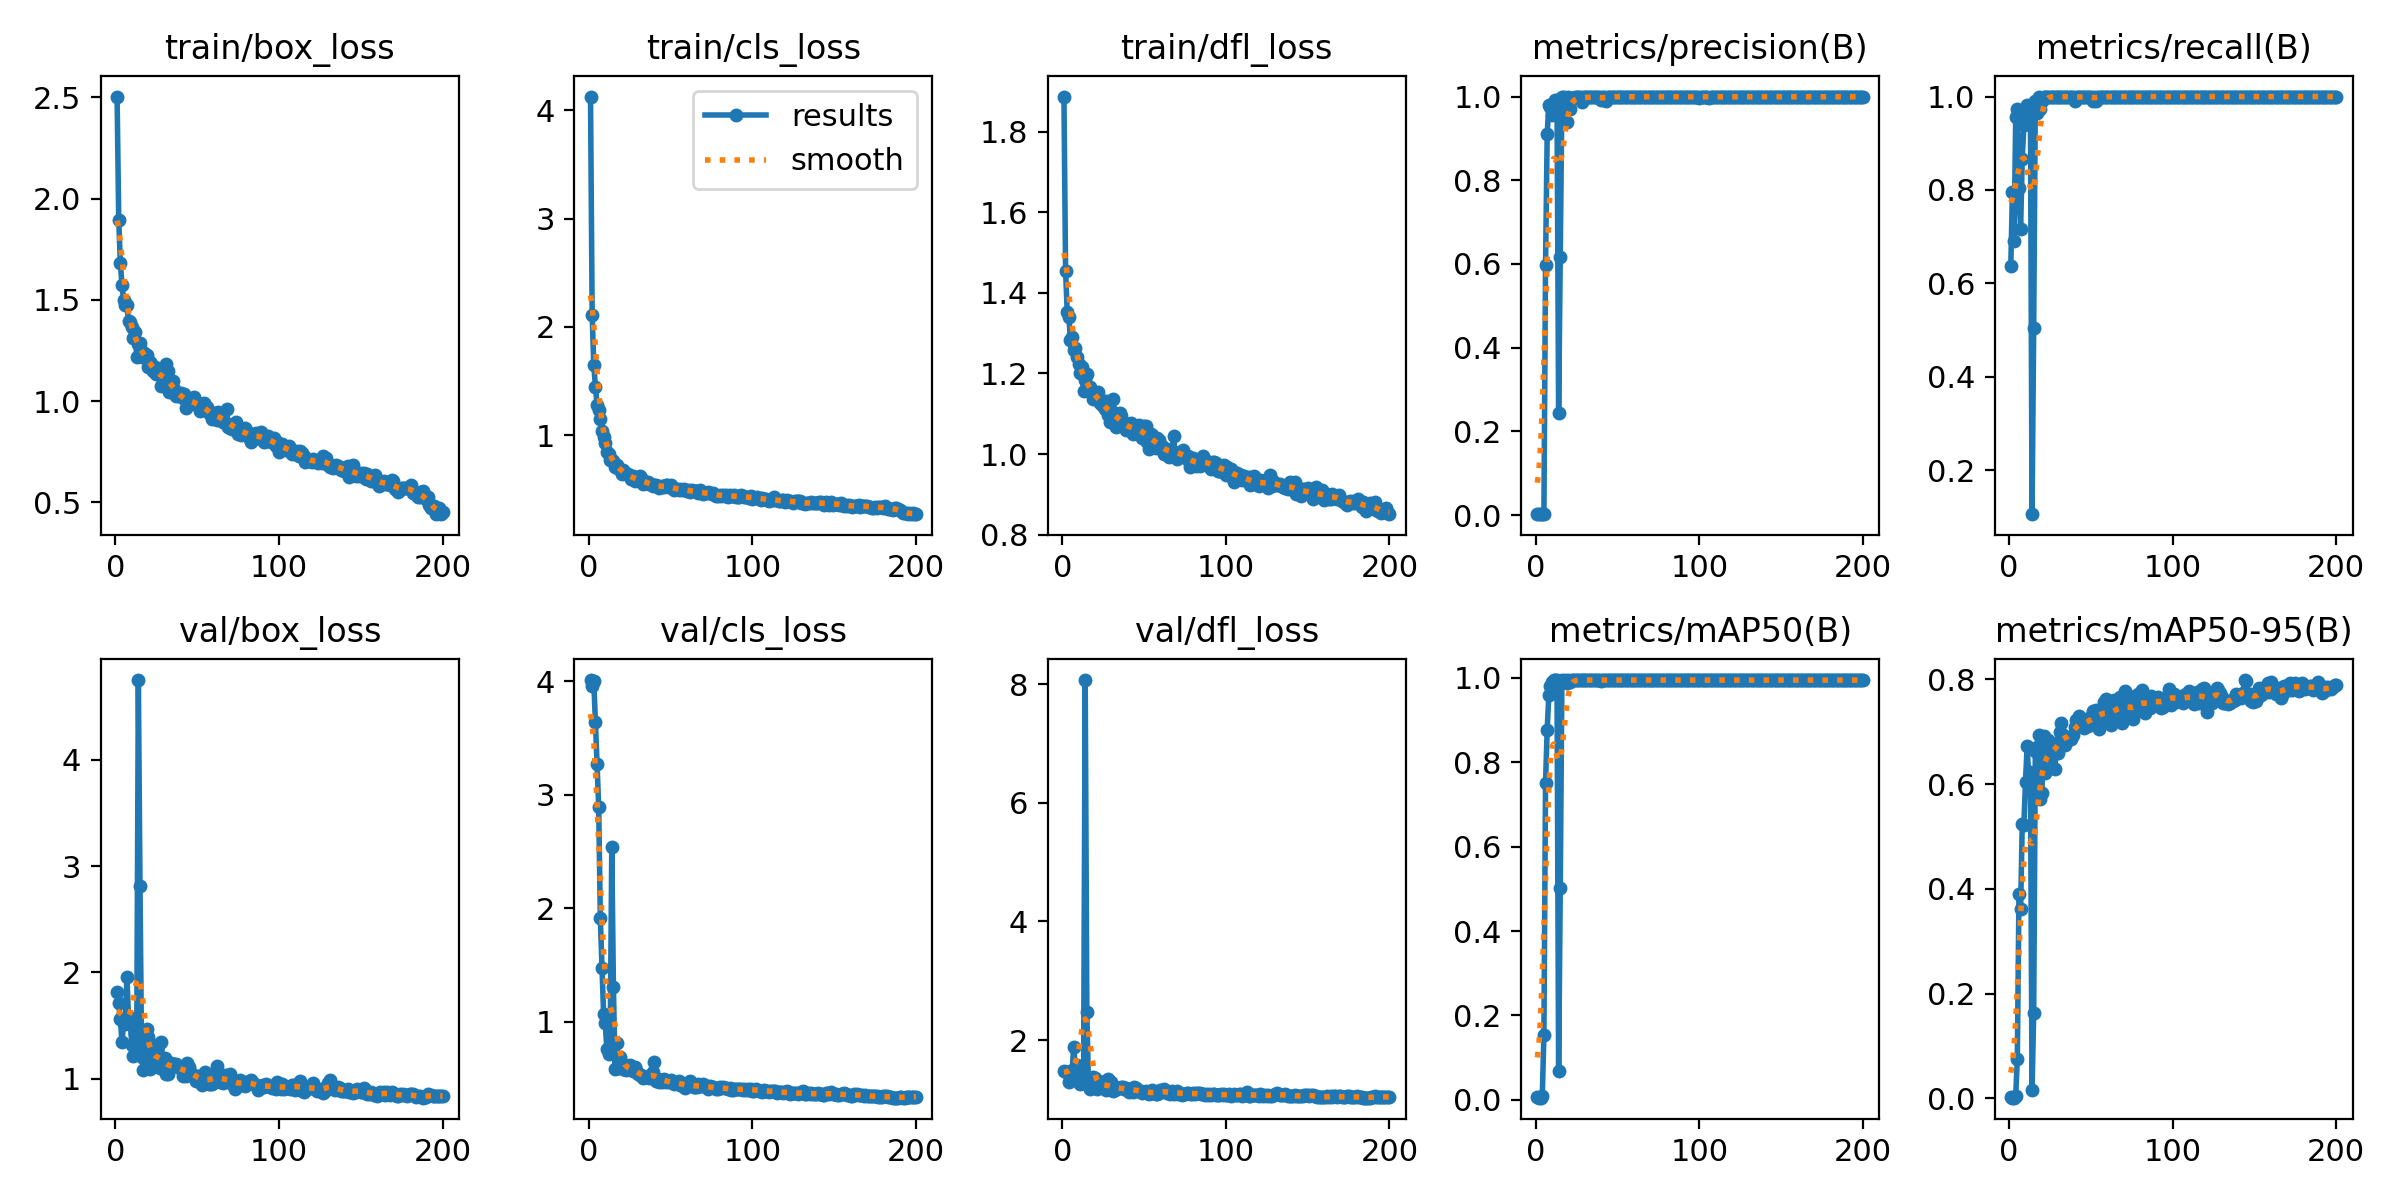 train/box_loss
2.5
2.0
1.5
1.0
0.5
0 100 200
train/cls_loss
results
smooth
4
3
2
1
0 100 200
train/dfl_loss
1.8
1.6
1.4
1.2
1.0
0.8
0 100 200
metrics/precision(B)
1.0
0.8
0.6
0.4
0.2
0.0
0 100 200
metrics/recall(B)
1.0
0.8
0.6
0.4
0.2
0 100 200
val/box_loss
4
3
2
1
0 100 200
val/cls_loss
4
3
2
1
0 100 200
val/dfl_loss
8
6
4
2
0 100 200
metrics/mAP50(B)
1.0
0.8
0.6
0.4
0.2
0.0
0 100 200
metrics/mAP50-95(B)
0.8
0.6
0.4
0.2
0.0
0 100 200